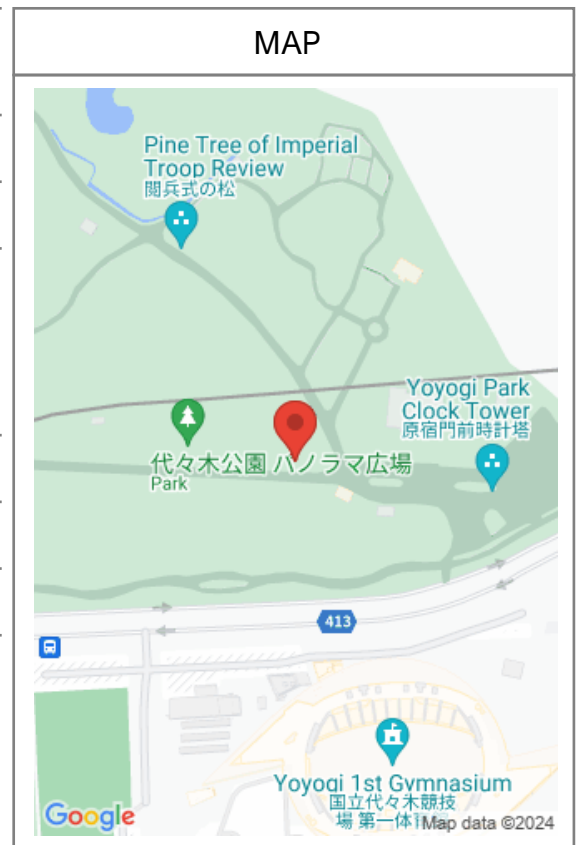 MAP
Pine Tree of Imperial
Troop Review
閲兵式の松
Yoyogi Park
Clock Tower
原宿門前時計塔
代々木公園 パノラマ広場
Park
413
Yoyogi 1st Gymnasium
国立代々木競技
場 第一体
Google
Map data ©2024